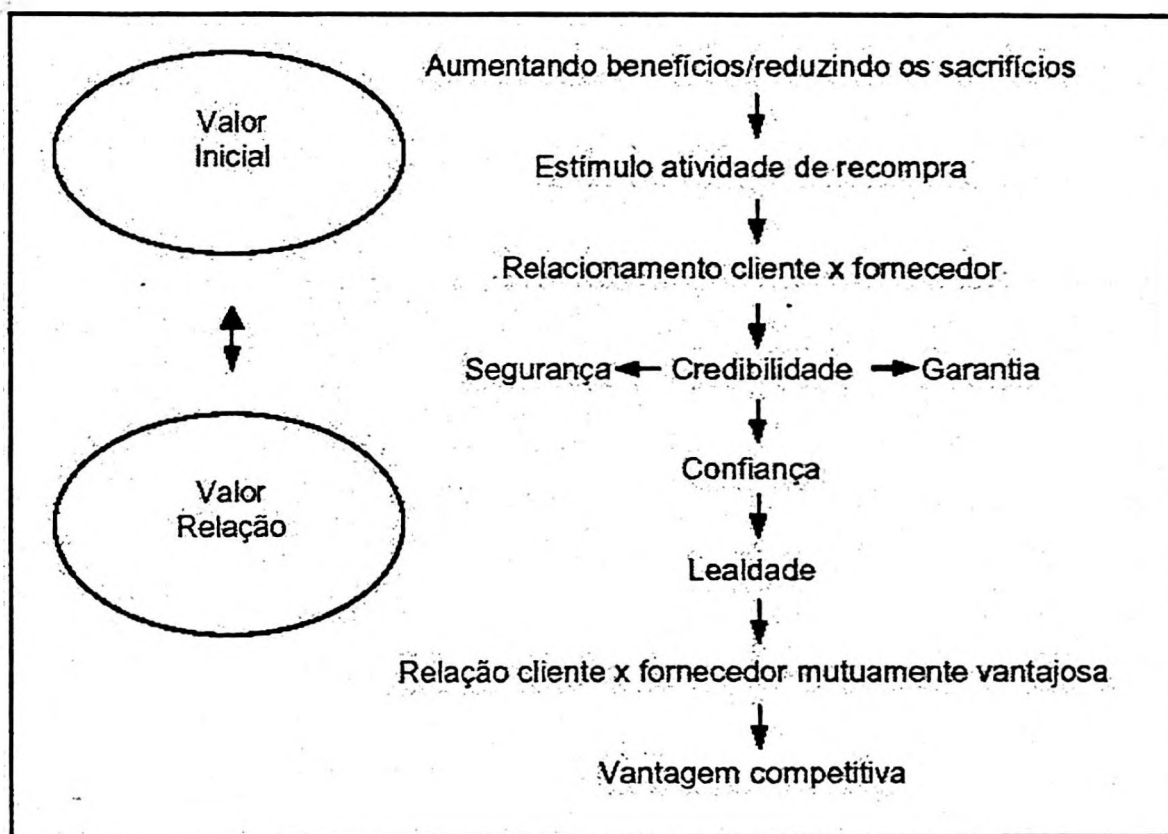 Valor
Inicial
Valor
Relação
Aumentando benefícios/reduzindo os sacrifícios
Estímulo atividade de recompra
Relacionamento cliente x fornecedor
Segurança Credibilidade Garantia
Confiança
Lealdade
Relação cliente x fornecedor mutuamente vantajosa
Vantagem competitiva